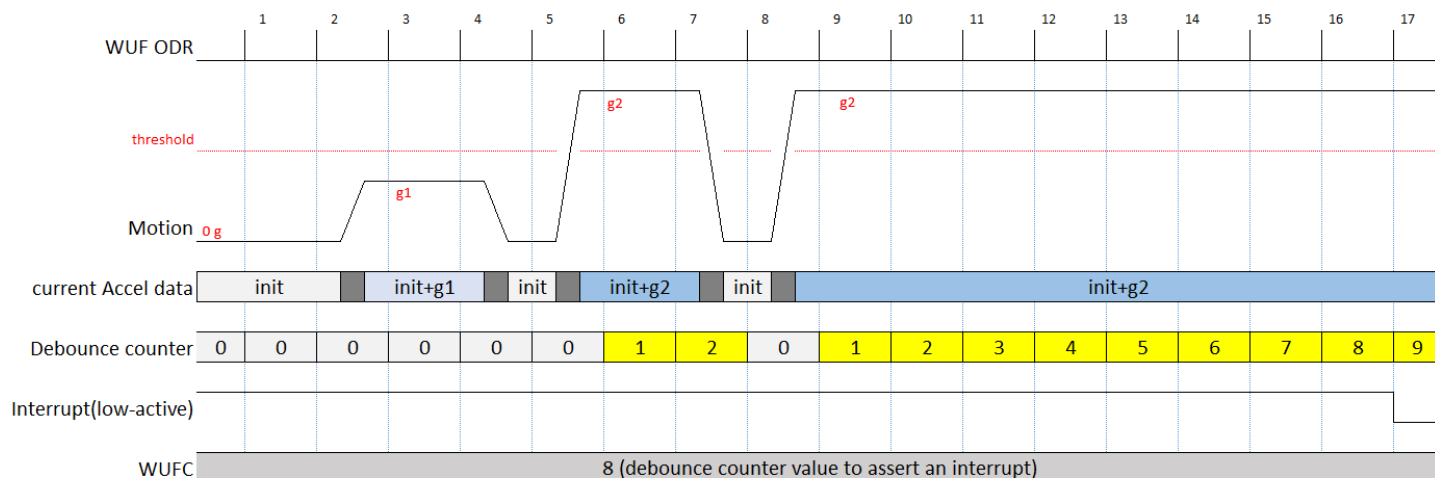 1 2 3 4 5 6 7 8 9 10 11 12 13 14 15 16 17
WUF ODR
g2 g2
threshold
g1
Motion 0 g
current Accel data init init+g1 init init+g2 init init+g2
Debounce counter 0 0 0 0 0 0 1 2 0 1 2 3 4 5 6 7 8 9
Interrupt(low-active)
WUFC 8 (debounce counter value to assert an interrupt)